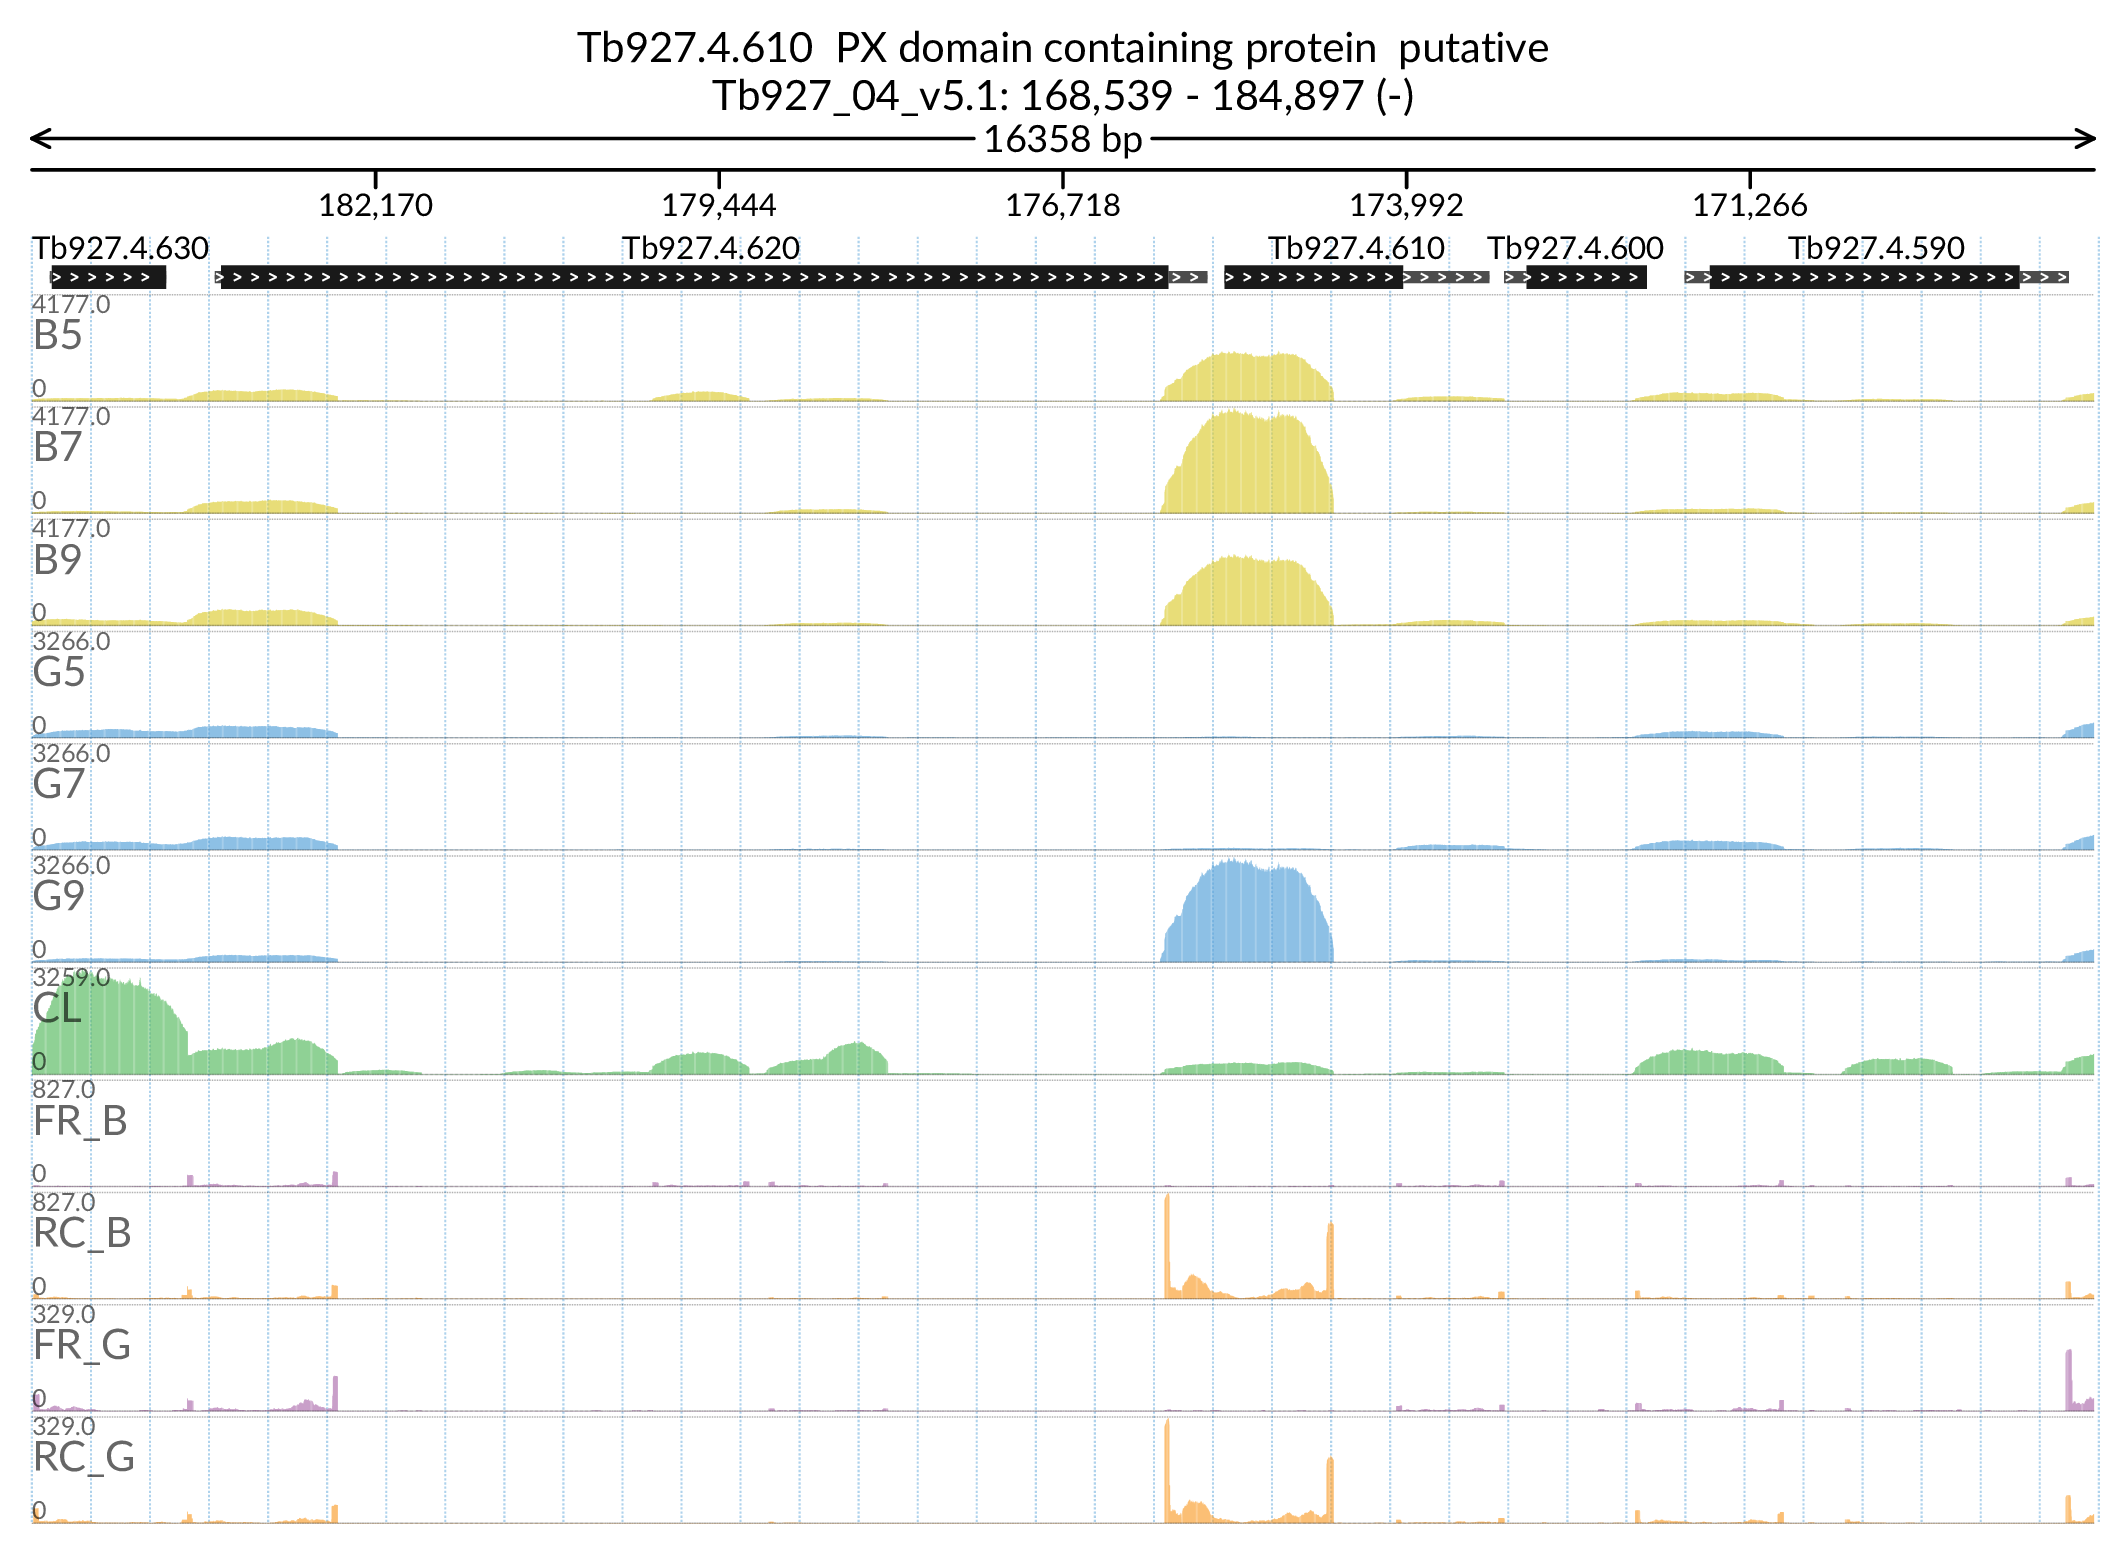 Tb927.4.610  PX domain containing protein  putative
Tb927_04_v5.1: 168,539 - 184,897 (-)
16358 bp
182,170 179,444 176,718 173,992 171,266
Tb927.4.630 Tb927.4.620 Tb927.4.610 Tb927.4.600 Tb927.4.590
4177.0
B5
0
4177.0
B7
0
4177.0
B9
0
3266.0
G5
0
3266.0
G7
0
3266.0
G9
0
3259.0
CL
0
827.0
FR_B
0
827.0
RC_B
0
329.0
FR_G
0
329.0
RC_G
0